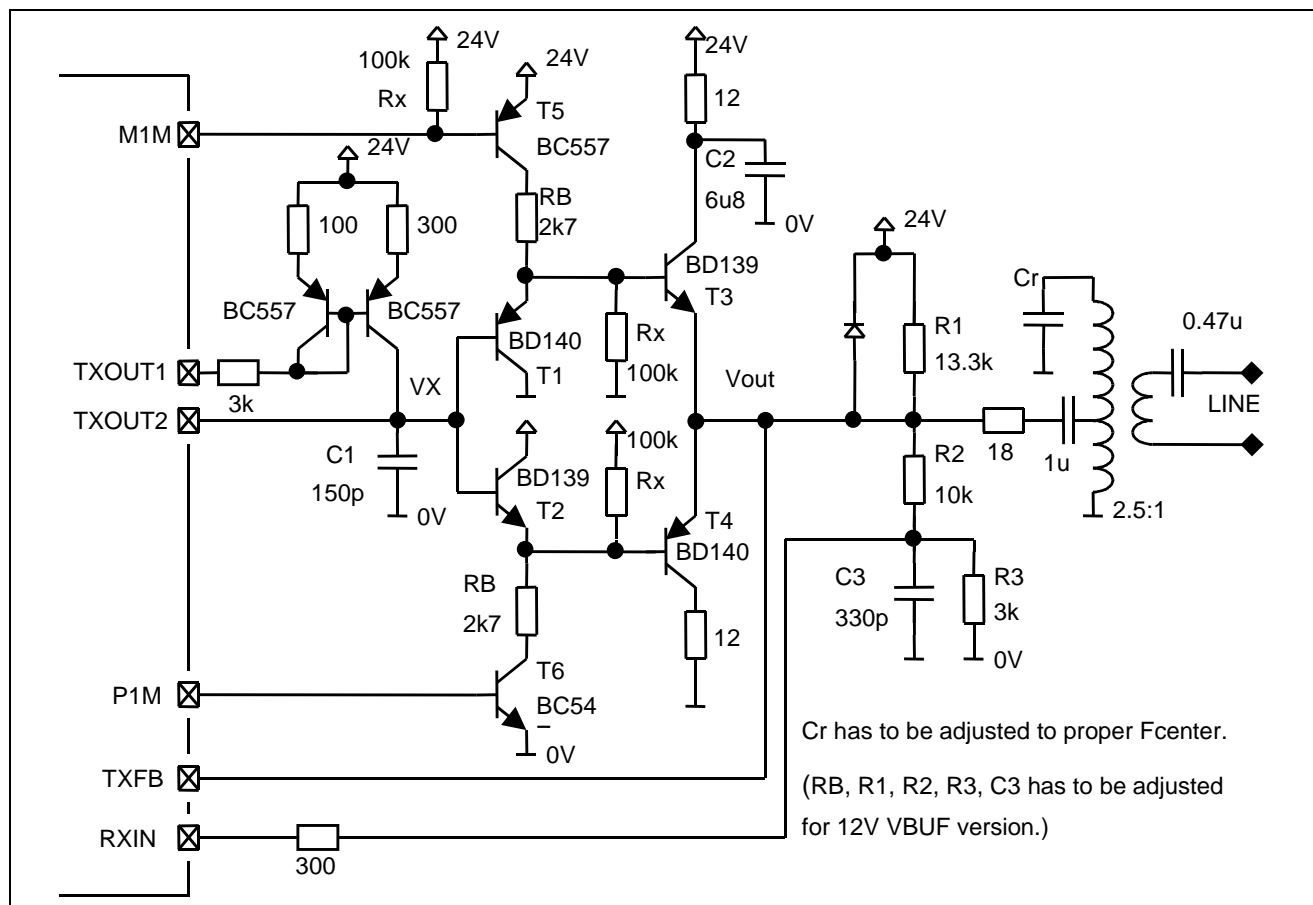 24V
24V
24V
100k
Rx
T5
12
M1M
BC557
C2
24V
6u8
RB
2k7
0V
100
300
24V
BD139
T3
Cr
BC557
BC557
BD140
T1
Rx
100k
R1
13.3k
0.47u
TXOUT1
3k
VX
Vout
LINE
TXOUT2
C1
150p
0V
BD139
T2
100k
Rx
R2
10k
18
1u
2.5:1
T4
BD140
RB
2k7
12
C3
330p
R3
3k
0V
T6
P1M
BC54
–
0V
Cr has to be adjusted to proper Fcenter.
TXFB
(RB, R1, R2, R3, C3 has to be adjusted
for 12V VBUF version.)
RXIN
300